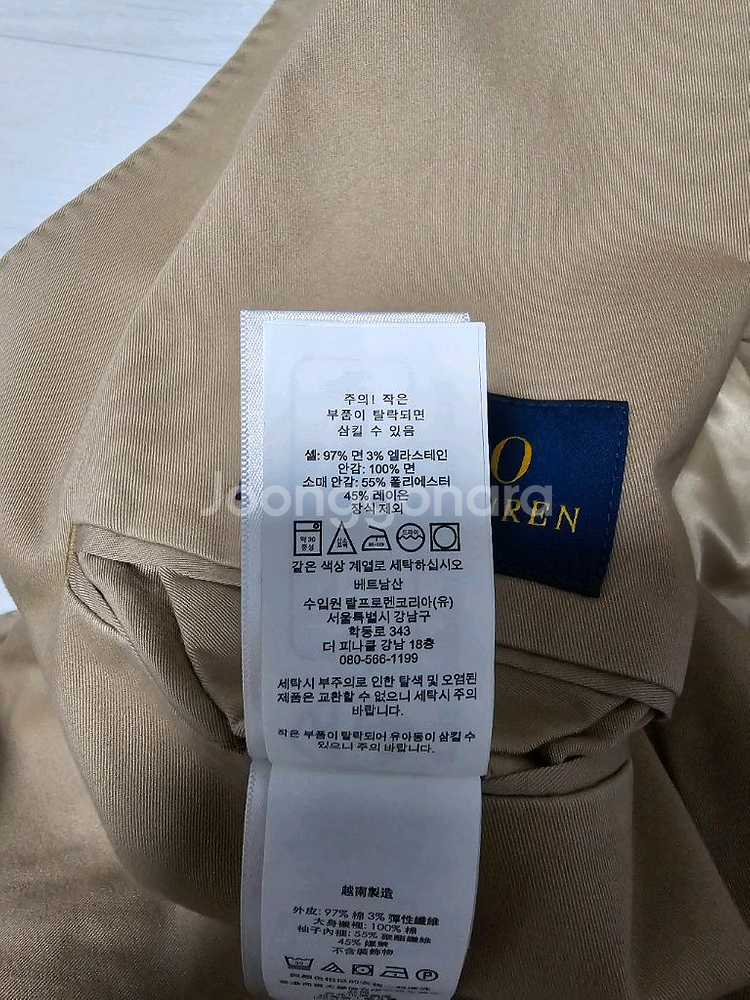 주의! 작은
부품이 탈락되면
삼킬 수 있음
쉘: 97% 면 3% 엘라스테인
안감: 100% 면
소매 안감: 55% 폴리에스터
45% 레이온
장식 제외
약 30
중성
같은 색상 계열로 세탁하십시오
베트남산
수입원 랄프로렌코리아(유)
서울특별시 강남구
학동로 343
더 피나클 강남 18층
080-566-1199
세탁시 부주의로 인한 탈색 및 오염된
제품은 교환할 수 없으니 세탁시 주의
바랍니다.
작은 부품이 탈락되어 유아동이 삼킬 수
있으니 주의 바랍니다.
O
REN
Joonggonara
越南製造
外皮: 97% 棉 3% 彈性纖維
大身襯裡: 100% 棉
袖子內裡: 55% 聚酯纖維
45% 嫘縈
不含裝飾物